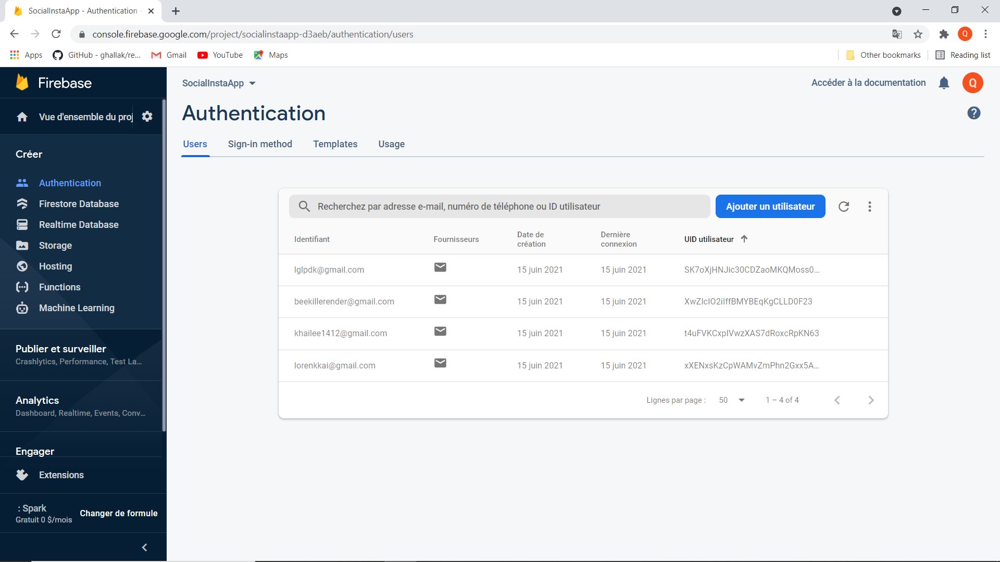 SocialInstaApp - Authentication -
console.firebase.google.com/project/socialinstaapp-d3aeb/authentication/users
Q
Apps
GitHub - ghallak/re...
Gmail
YouTube
Maps
Other bookmarks
Reading list
Firebase
SocialInstaApp
Accéder à la documentation
Q
Vue d'ensemble du proj
Authentication
?
Users
Sign-in method
Templates
Usage
Créer
Authentication
Firestore Database
Realtime Database
Storage
Hosting
Functions
Machine Learning
Publier et surveiller
Crashlytics, Performance, Test La...
Analytics
Dashboard, Realtime, Events, Conv...
Engager
Extensions
: Spark
Gratuit 0 $/mois
Changer de formule
Recherchez par adresse e-mail, numéro de téléphone ou ID utilisateur
Ajouter un utilisateur
Identifiant
Fournisseurs
Date de
création
Dernière
connexion
UID utilisateur
lglpdk@gmail.com 15 juin 2021 15 juin 2021 SK7oXjHNJic30CDZaoMKQMoss0...
beekillerender@gmail.com 15 juin 2021 15 juin 2021 XwZIcIO2iIffBMYBEqKgCLLD0F23
khailee1412@gmail.com 15 juin 2021 15 juin 2021 t4uFVKCxpIVwzXAS7dRoxcRpKN63
lorenkkai@gmail.com 15 juin 2021 15 juin 2021 xXENxsKzCpWAMvZmPhn2Gxx5A...
Lignes par page : 50 1 – 4 of 4